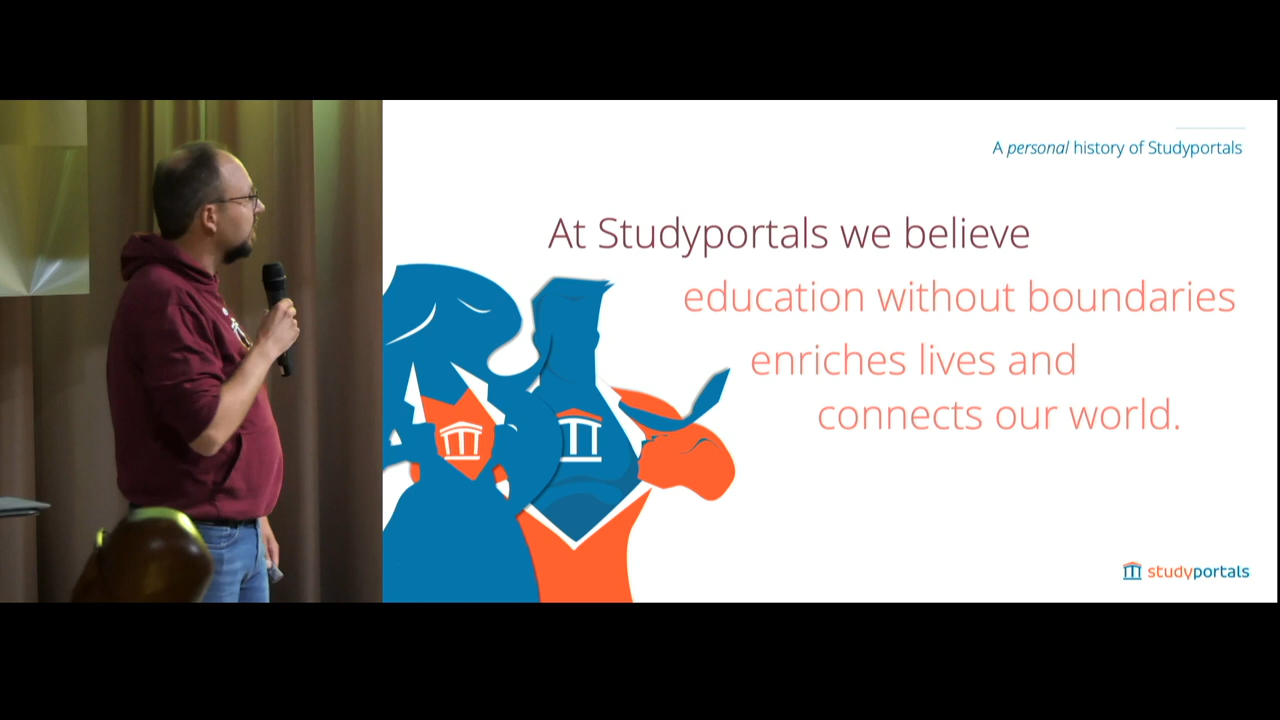 A personal history of Studyportals
At Studyportals we believe
education without boundaries
enriches lives and
connects our world.
studyportals